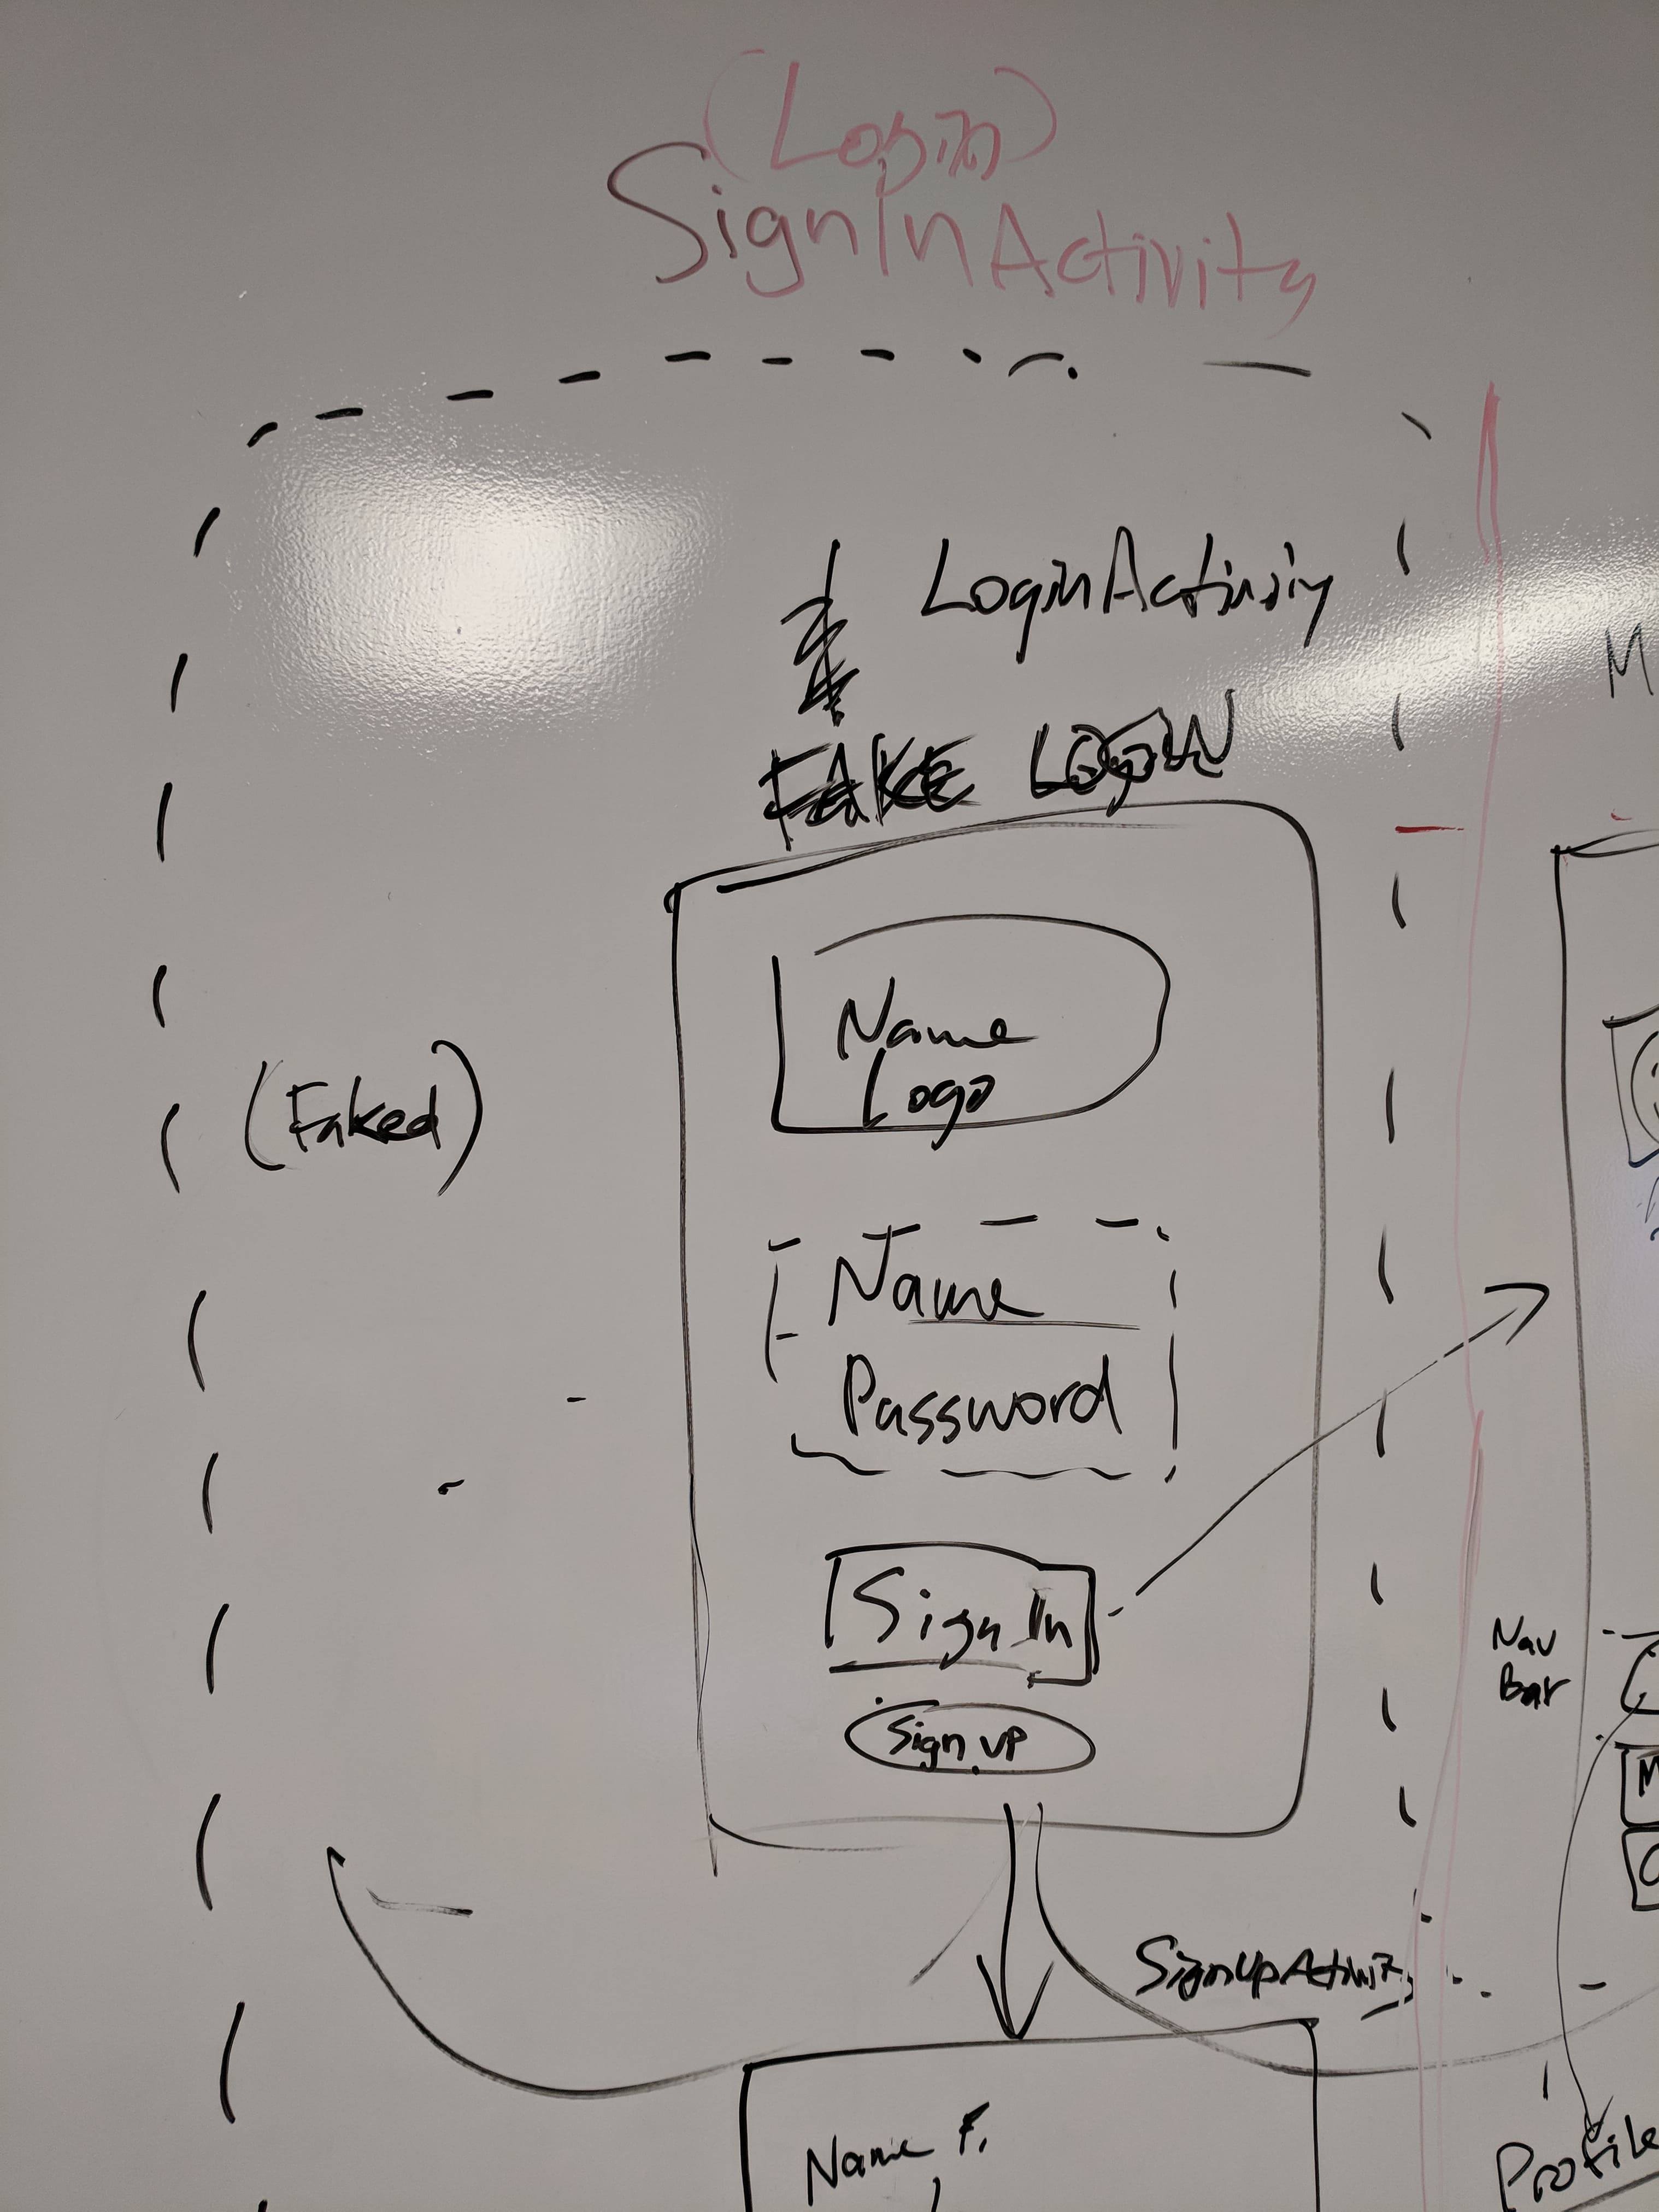 (Login)
SignInActivity
LoginActivity
FAKE LOGIN
M
Name
Logo
(Faked)
Name
Password
Sign In
Sign up
Nav
Bar
M
SignUpActivity
Name F.
Profile